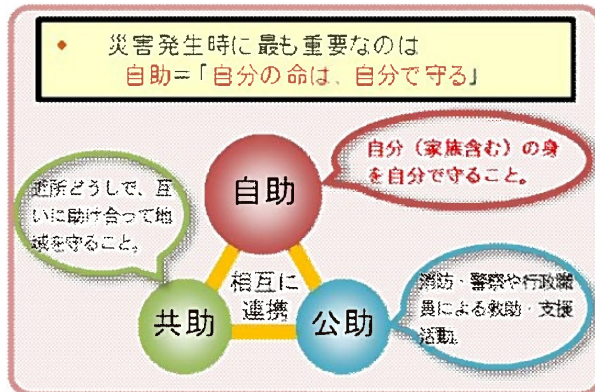 • 災害発生時に最も重要なのは
自助=「自分の命は、自分で守る」
自分（家族含む）の身
を自分で守ること。
自助
近所どうしで、互
いに助け合って地
域を守ること。
相互に
連携
共助
公助
消防・警察や行政職
員による救助・支援
活動。